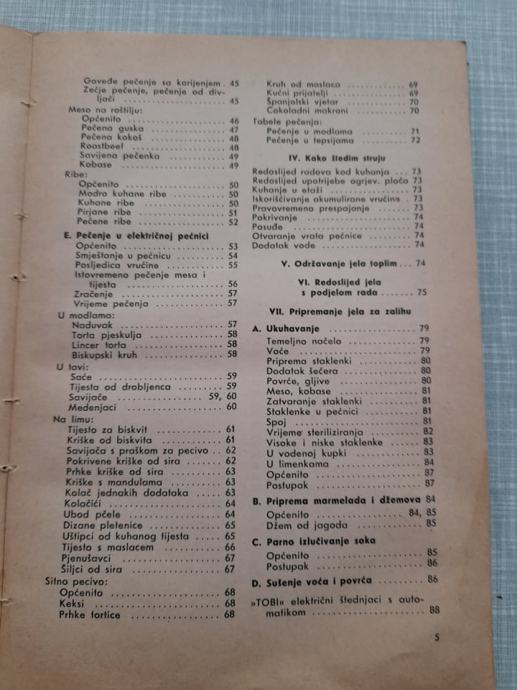 Goveđe pečenje sa karijenjem . 45
Zečje pečenje, pečenje od div-
ljači .................... 45
Meso na roštilju:
Općenito ................ 46
Pečena guska ............ 47
Pečena kokoš ............ 48
Roastbeef ............... 48
Savijena pečenka ........ 49
Kobase .................. 49
Ribe:
Općenito ................ 50
Modro kuhane ribe ....... 50
Kuhane ribe ............. 50
Pirjane ribe ............ 51
Pečene ribe ............. 52
E. Pečenje u električnoj pećnici
Općenito ................ 53
Smještanje u pećnicu .... 54
Posljedica vrućine ...... 55
Istovremeno pečenje mesa i
tijesta ................. 56
Zračenje ................ 57
Vrijeme pečenja ......... 57
U modlama:
Naduvak ................. 57
Torta pjeskulja ......... 58
Lincer torta ............ 58
Biskupski kruh .......... 58
U tavi:
Saće .................... 59
Tijesta od drobljenca ... 59
Savijače ............ 59, 60
Medenjaci ............... 60
Na limu:
Tijesto za biskvit ...... 61
Kriške od biskvita ...... 61
Savijača s praškom za pecivo .. 62
Pokrivene kriške od sira . 62
Prhke kriške od sira .... 63
Kriške s mandulama ...... 63
Kolač jednakih dodataka . 63
Kolačići ................ 64
Ubod pčele .............. 64
Dizane pletenice ........ 65
Uštipci od kuhanog tijesta . 65
Tijesto s maslacem ...... 66
Pjenušavci .............. 67
Šiljci od sira .......... 67
Sitno pecivo:
Općenito ................ 68
Keksi ................... 68
Prhke tortice ........... 68
Kruh od maslaca ......... 69
Kućni prijatelji ........ 69
Španjolski vjetar ....... 70
Čokoladni makroni ....... 70
Tabele pečenja:
Pečenje u modlama ....... 71
Pečenje u tepsijama ..... 72
IV. Kako štedim struju
Redoslijed radova kod kuhanja . 73
Redoslijed upotrijebe ogrjev. ploča 73
Kuhanje u etaži ......... 73
Iskorišćivanje akumulirane vrućine . 73
Pravovremeno prespajanje . 73
Pokrivanje .............. 74
Posuđe .................. 74
Otvaranje vrata pećnice . 74
Dodatak vode ............ 74
V. Održavanje jela toplim ... 74
VI. Redoslijed jela
s podjelom rada ......... 75
VII. Pripremanje jela za zalihu
A. Ukuhavanje ........... 79
Temeljno načelo ......... 79
Voće .................... 79
Priprema staklenki ...... 80
Dodatak šećera .......... 80
Povrće, gljive .......... 80
Meso, kobase ............ 81
Zatvaranje staklenki .... 81
Staklenke u pećnici ..... 81
Spoj .................... 81
Vrijeme steriliziranja .. 82
Visoke i niske staklenke . 83
U vodenoj kupki ......... 83
U limenkama ............. 84
Općenito ................ 87
Postupak ................ 87
B. Priprema marmelada i džemova 84
Općenito ............ 84, 85
Džem od jagoda .......... 85
C. Parno izlučivanje soka
Općenito ................ 85
Postupak ................ 86
D. Sušenje voća i povrća .... 86
»TOBI« električni štednjaci s auto-
matikom ................. 88
5